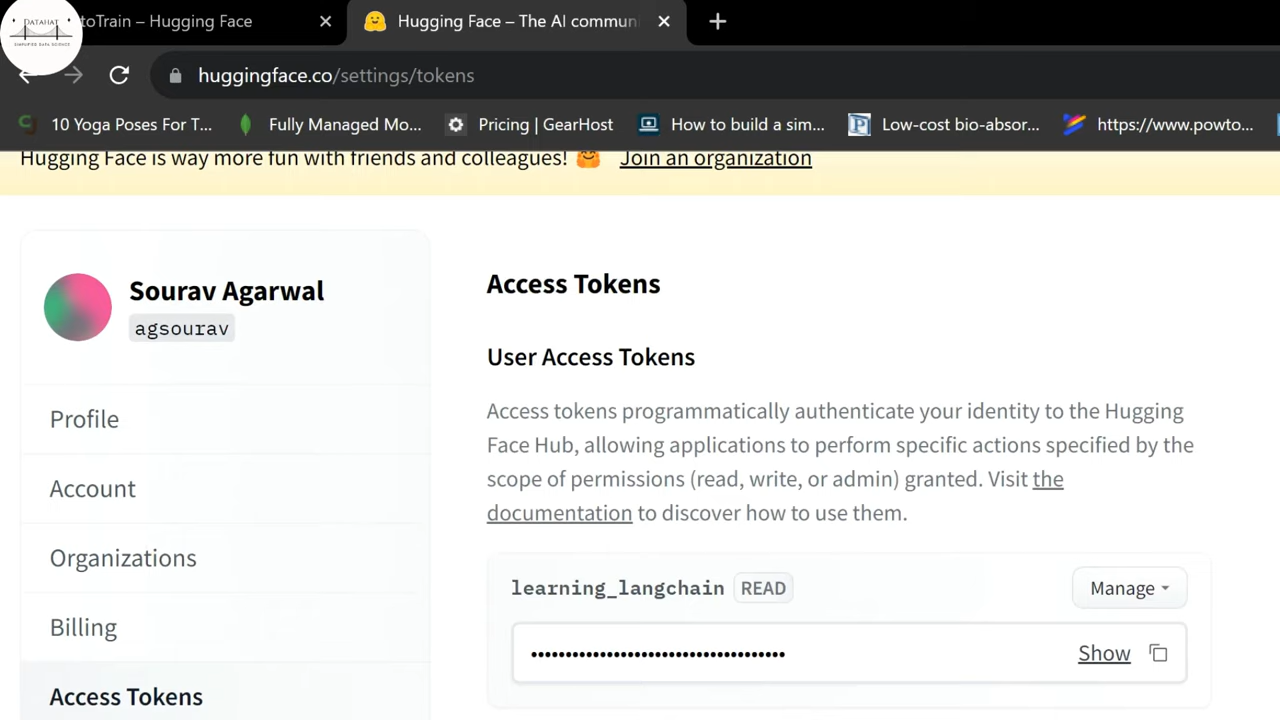 DATAHAT
SIMPLIFIED DATA SCIENCE
toTrain – Hugging Face
Hugging Face – The AI communi
huggingface.co/settings/tokens
10 Yoga Poses For T...
Fully Managed Mo...
Pricing | GearHost
How to build a sim...
Low-cost bio-absor...
https://www.powto...
Hugging Face is way more fun with friends and colleagues! 🤗 Join an organization
Sourav Agarwal
agsourav
Profile
Account
Organizations
Billing
Access Tokens
Access Tokens
User Access Tokens
Access tokens programmatically authenticate your identity to the Hugging
Face Hub, allowing applications to perform specific actions specified by the
scope of permissions (read, write, or admin) granted. Visit the
documentation to discover how to use them.
learning_langchain READ
Manage
•••••••••••••••••••••••••••••••••••••
Show